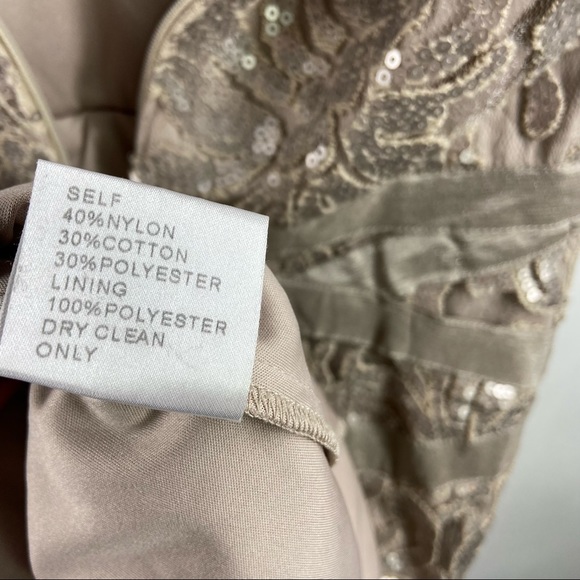 SELF
40%NYLON
30%COTTON
30%POLYESTER
LINING
100%POLYESTER
DRY CLEAN
ONLY